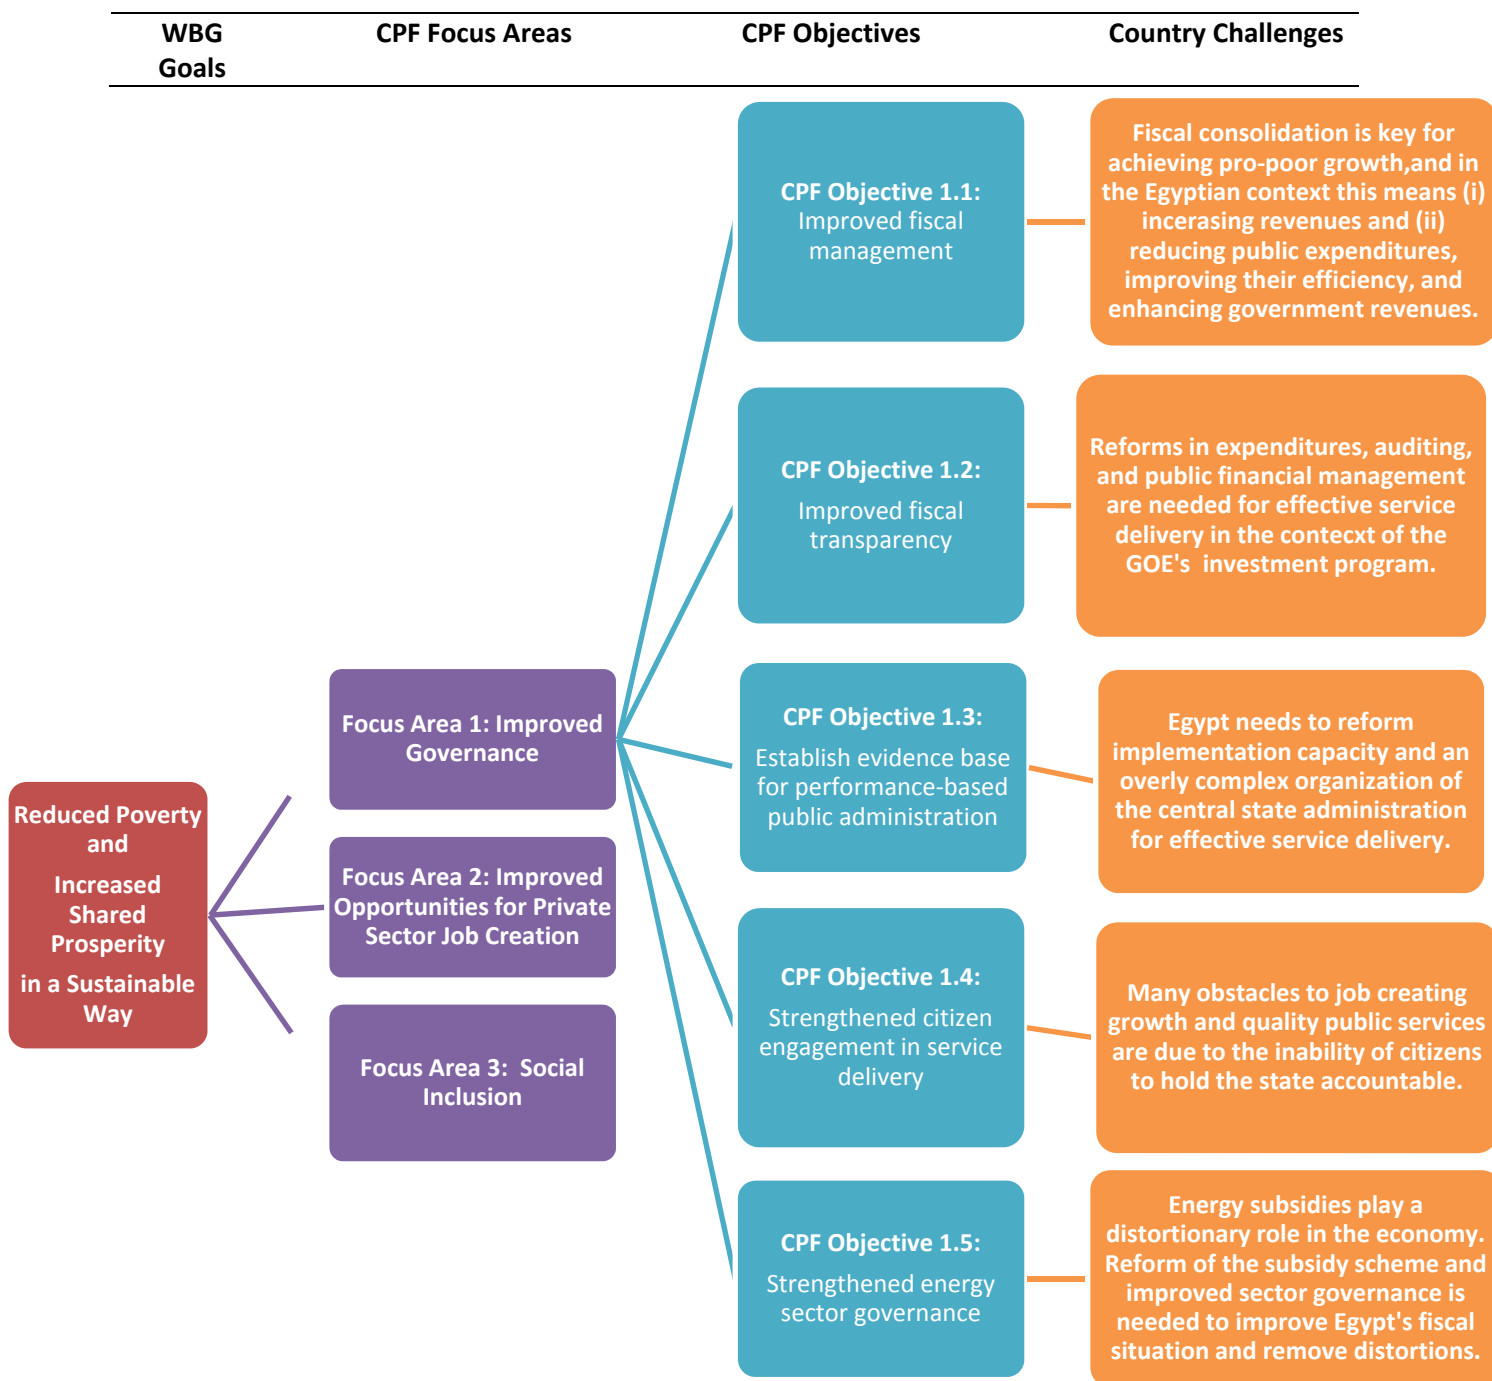 WBG
Goals
CPF Focus Areas
CPF Objectives
Country Challenges
Reduced Poverty
and
Increased
Shared
Prosperity
in a Sustainable
Way
Focus Area 1: Improved
Governance
Focus Area 2: Improved
Opportunities for Private
Sector Job Creation
Focus Area 3:  Social
Inclusion
CPF Objective 1.1:
Improved fiscal
management
Fiscal consolidation is key for
achieving pro-poor growth,and in
the Egyptian context this means (i)
incerasing revenues and (ii)
reducing public expenditures,
improving their efficiency, and
enhancing government revenues.
CPF Objective 1.2:
Improved fiscal
transparency
Reforms in expenditures, auditing,
and public financial management
are needed for effective service
delivery in the contecxt of the
GOE's  investment program.
CPF Objective 1.3:
Establish evidence base
for performance-based
public administration
Egypt needs to reform
implementation capacity and an
overly complex organization of
the central state administration
for effective service delivery.
CPF Objective 1.4:
Strengthened citizen
engagement in service
delivery
Many obstacles to job creating
growth and quality public services
are due to the inability of citizens
to hold the state accountable.
CPF Objective 1.5:
Strengthened energy
sector governance
Energy subsidies play a
distortionary role in the economy.
Reform of the subsidy scheme and
improved sector governance is
needed to improve Egypt's fiscal
situation and remove distortions.